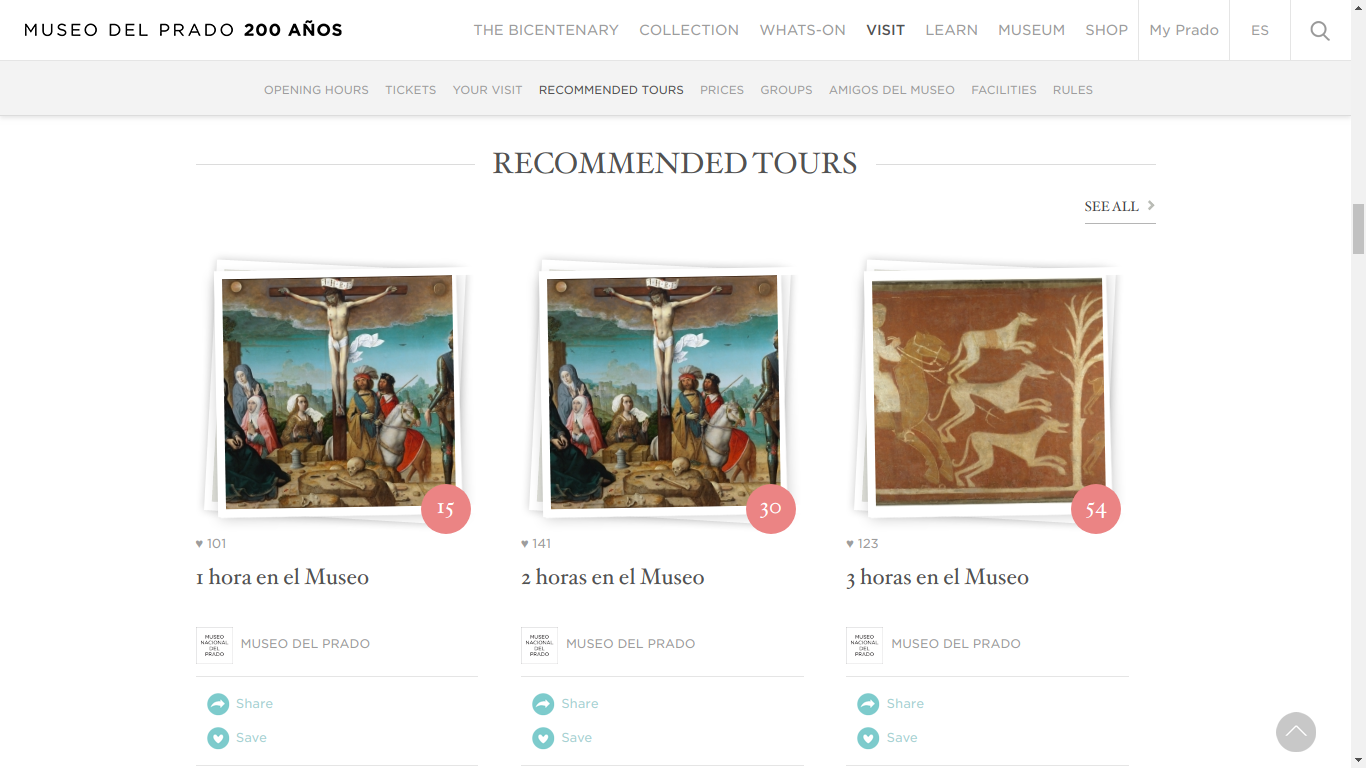 MUSEO DEL PRADO 200 AÑOS
THE BICENTENARY COLLECTION WHATS-ON VISIT LEARN MUSEUM SHOP My Prado ES
OPENING HOURS TICKETS YOUR VISIT RECOMMENDED TOURS PRICES GROUPS AMIGOS DEL MUSEO FACILITIES RULES
RECOMMENDED TOURS
SEE ALL
15
♥ 101
1 hora en el Museo
MUSEO
NACIONAL
DEL
PRADO
MUSEO DEL PRADO
Share
Save
30
♥ 141
2 horas en el Museo
MUSEO
NACIONAL
DEL
PRADO
MUSEO DEL PRADO
Share
Save
54
♥ 123
3 horas en el Museo
MUSEO
NACIONAL
DEL
PRADO
MUSEO DEL PRADO
Share
Save